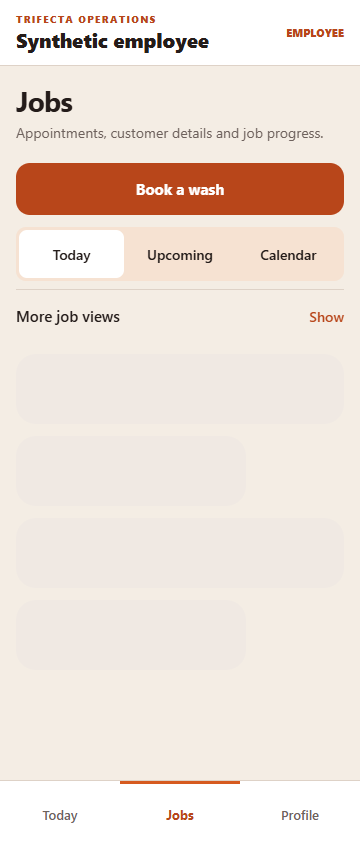 TRIFECTA OPERATIONS
Synthetic employee
EMPLOYEE
Jobs
Appointments, customer details and job progress.
Book a wash
Today Upcoming Calendar
More job views Show
Today Jobs Profile